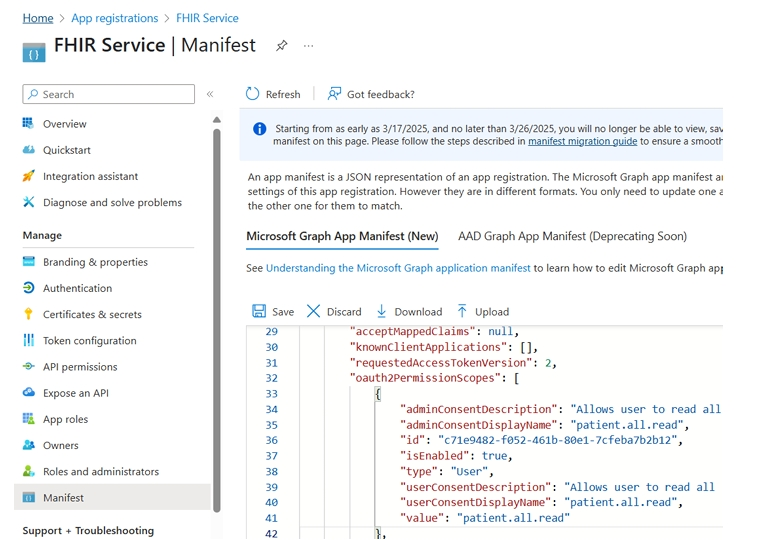 Home > App registrations > FHIR Service
FHIR Service | Manifest
Search
Overview
Quickstart
Integration assistant
Diagnose and solve problems
Manage
Branding & properties
Authentication
Certificates & secrets
Token configuration
API permissions
Expose an API
App roles
Owners
Roles and administrators
Manifest
Support + Troubleshooting
Refresh
Got feedback?
Starting from as early as 3/17/2025, and no later than 3/26/2025, you will no longer be able to view, sav
manifest on this page. Please follow the steps described in manifest migration guide to ensure a smooth
An app manifest is a JSON representation of an app registration. The Microsoft Graph app manifest a
settings of this app registration. However they are in different formats. You only need to update one a
the other one for them to match.
Microsoft Graph App Manifest (New) AAD Graph App Manifest (Deprecating Soon)
See Understanding the Microsoft Graph application manifest to learn how to edit Microsoft Graph app
Save Discard Download Upload
29 "acceptMappedClaims": null,
30 "knownClientApplications": [],
31 "requestedAccessTokenVersion": 2,
32 "oauth2PermissionScopes": [
33 {
34 "adminConsentDescription": "Allows user to read all
35 "adminConsentDisplayName": "patient.all.read",
36 "id": "c71e9482-f052-461b-80e1-7cfeba7b2b12",
37 "isEnabled": true,
38 "type": "User",
39 "userConsentDescription": "Allows user to read all
40 "userConsentDisplayName": "patient.all.read",
41 "value": "patient.all.read"
42 },